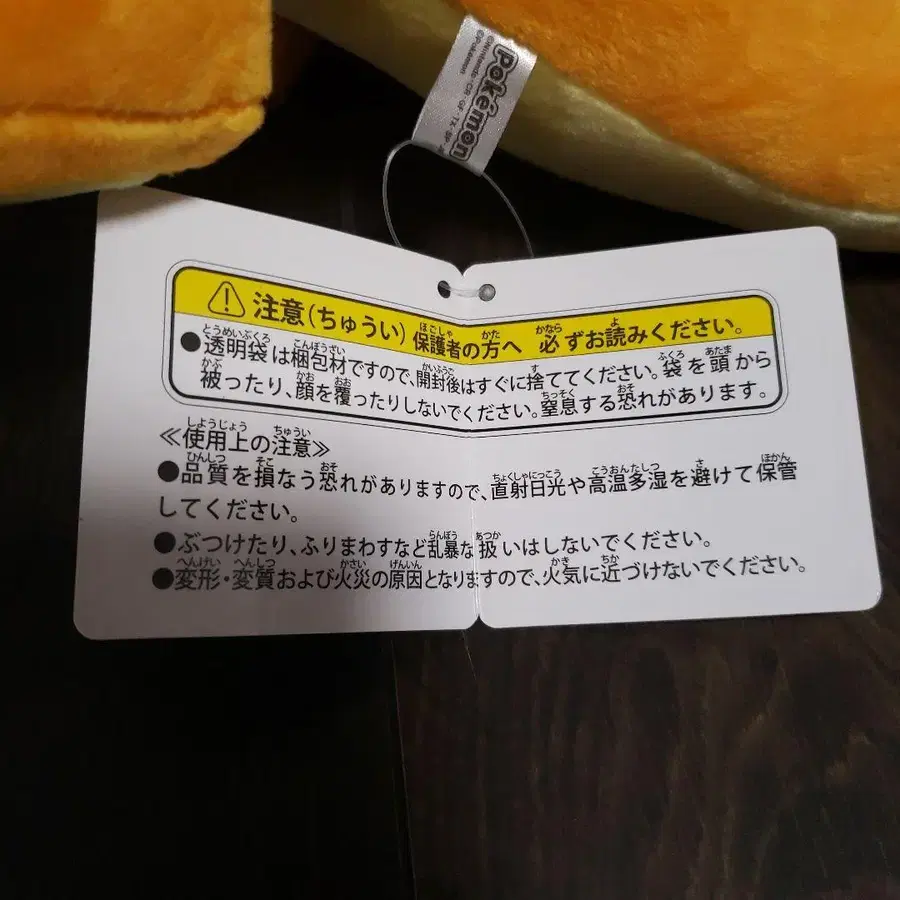 ©Nintendo・CR・GF・TX・SP・JK
©Pokémon
Pokémon
注意(ちゅうい) 保護者の方へ 必ずお読みください。
●透明袋は梱包材ですので、開封後はすぐに捨ててください。袋を頭から
被ったり、顔を覆ったりしないでください。窒息する恐れがあります。
≪使用上の注意≫
●品質を損なう恐れがありますので、直射日光や高温多湿を避けて保管
してください。
●ぶつけたり、ふりまわすなど乱暴な扱いはしないでください。
●変形・変質および火災の原因となりますので、火気に近づけないでください。